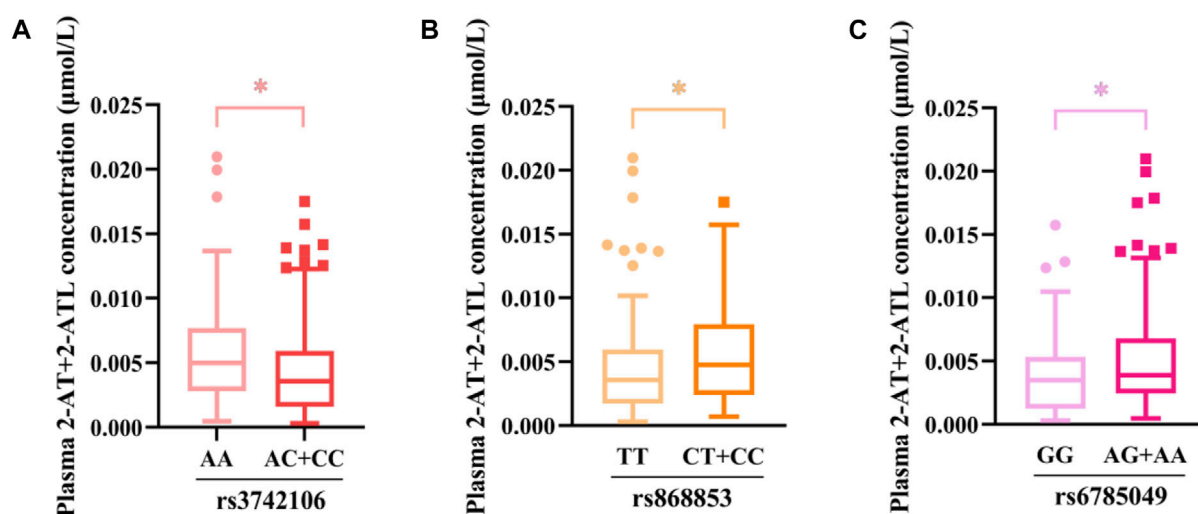 A
Plasma 2-AT+2-ATL concentration (μmol/L)
0.025
0.020
0.015
0.010
0.005
0.000
*
AA AC+CC
rs3742106
B
Plasma 2-AT+2-ATL concentration (μmol/L)
0.025
0.020
0.015
0.010
0.005
0.000
*
TT CT+CC
rs868853
C
Plasma 2-AT+2-ATL concentration (μmol/L)
0.025
0.020
0.015
0.010
0.005
0.000
*
GG AG+AA
rs6785049